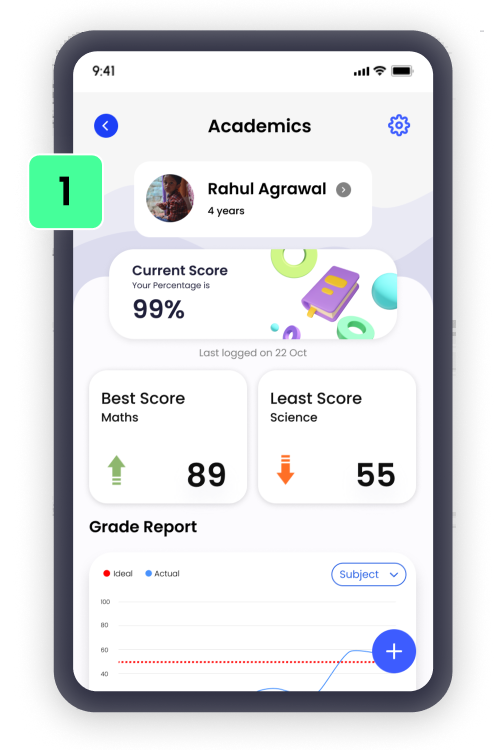 9:41
Academics
1
Rahul Agrawal
4 years
Current Score
Your Percentage is
99%
Last logged on 22 Oct
Best Score
Maths
89
Least Score
Science
55
Grade Report
Ideal Actual
Subject
100
80
60
40